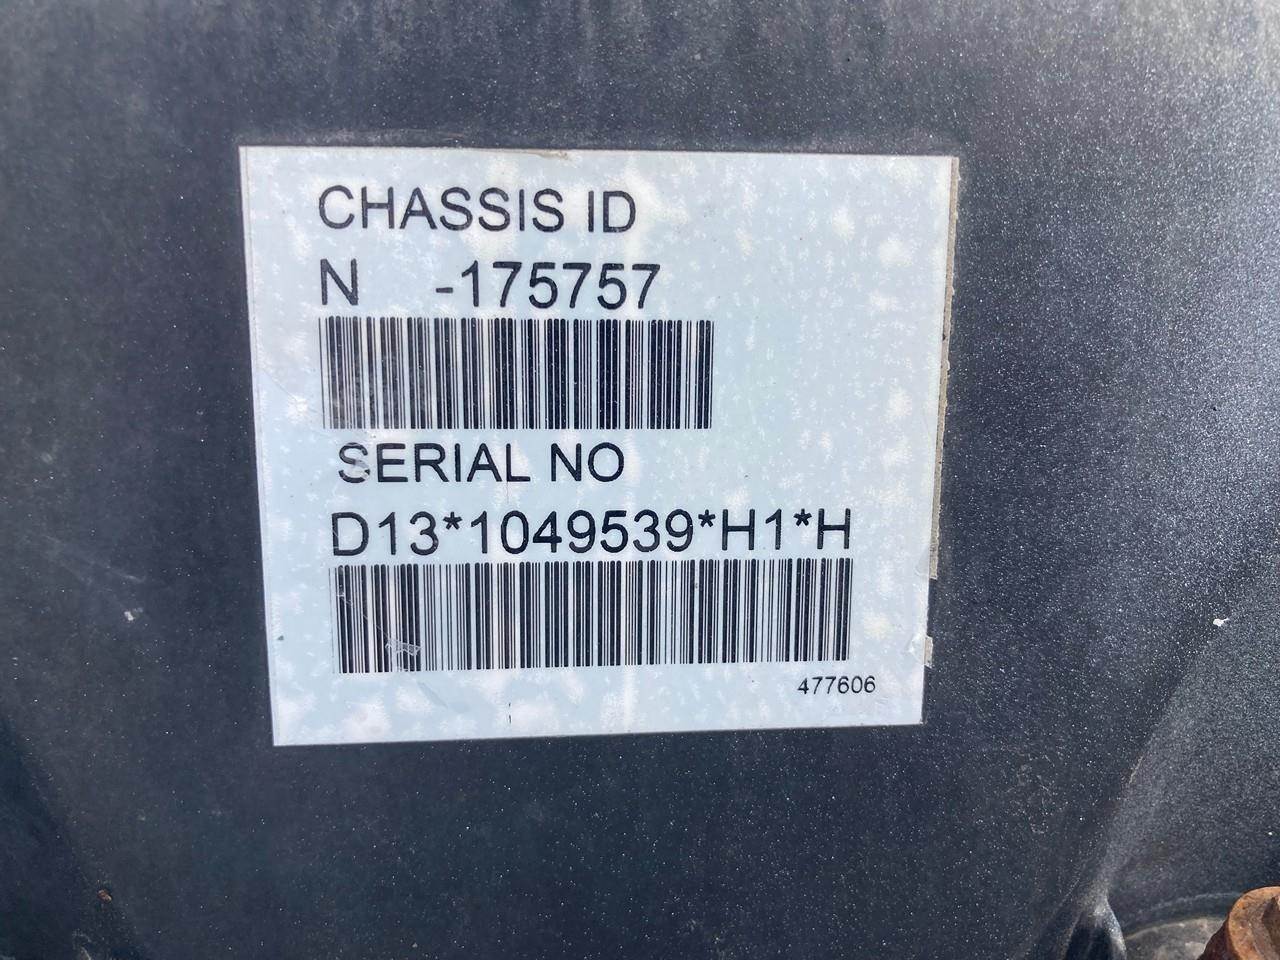 CHASSIS ID
N -175757
SERIAL NO
D13*1049539*H1*H
477606